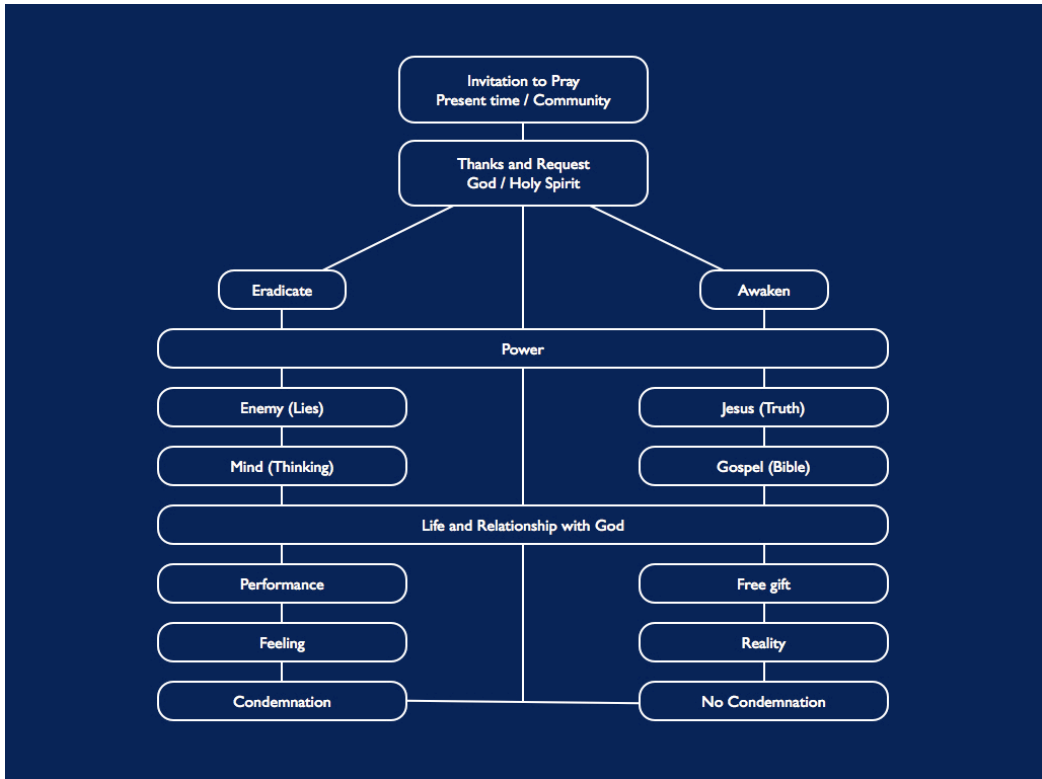 Invitation to Pray
Present time / Community
Thanks and Request
God / Holy Spirit
Eradicate
Awaken
Power
Enemy (Lies)
Jesus (Truth)
Mind (Thinking)
Gospel (Bible)
Life and Relationship with God
Performance
Free gift
Feeling
Reality
Condemnation
No Condemnation